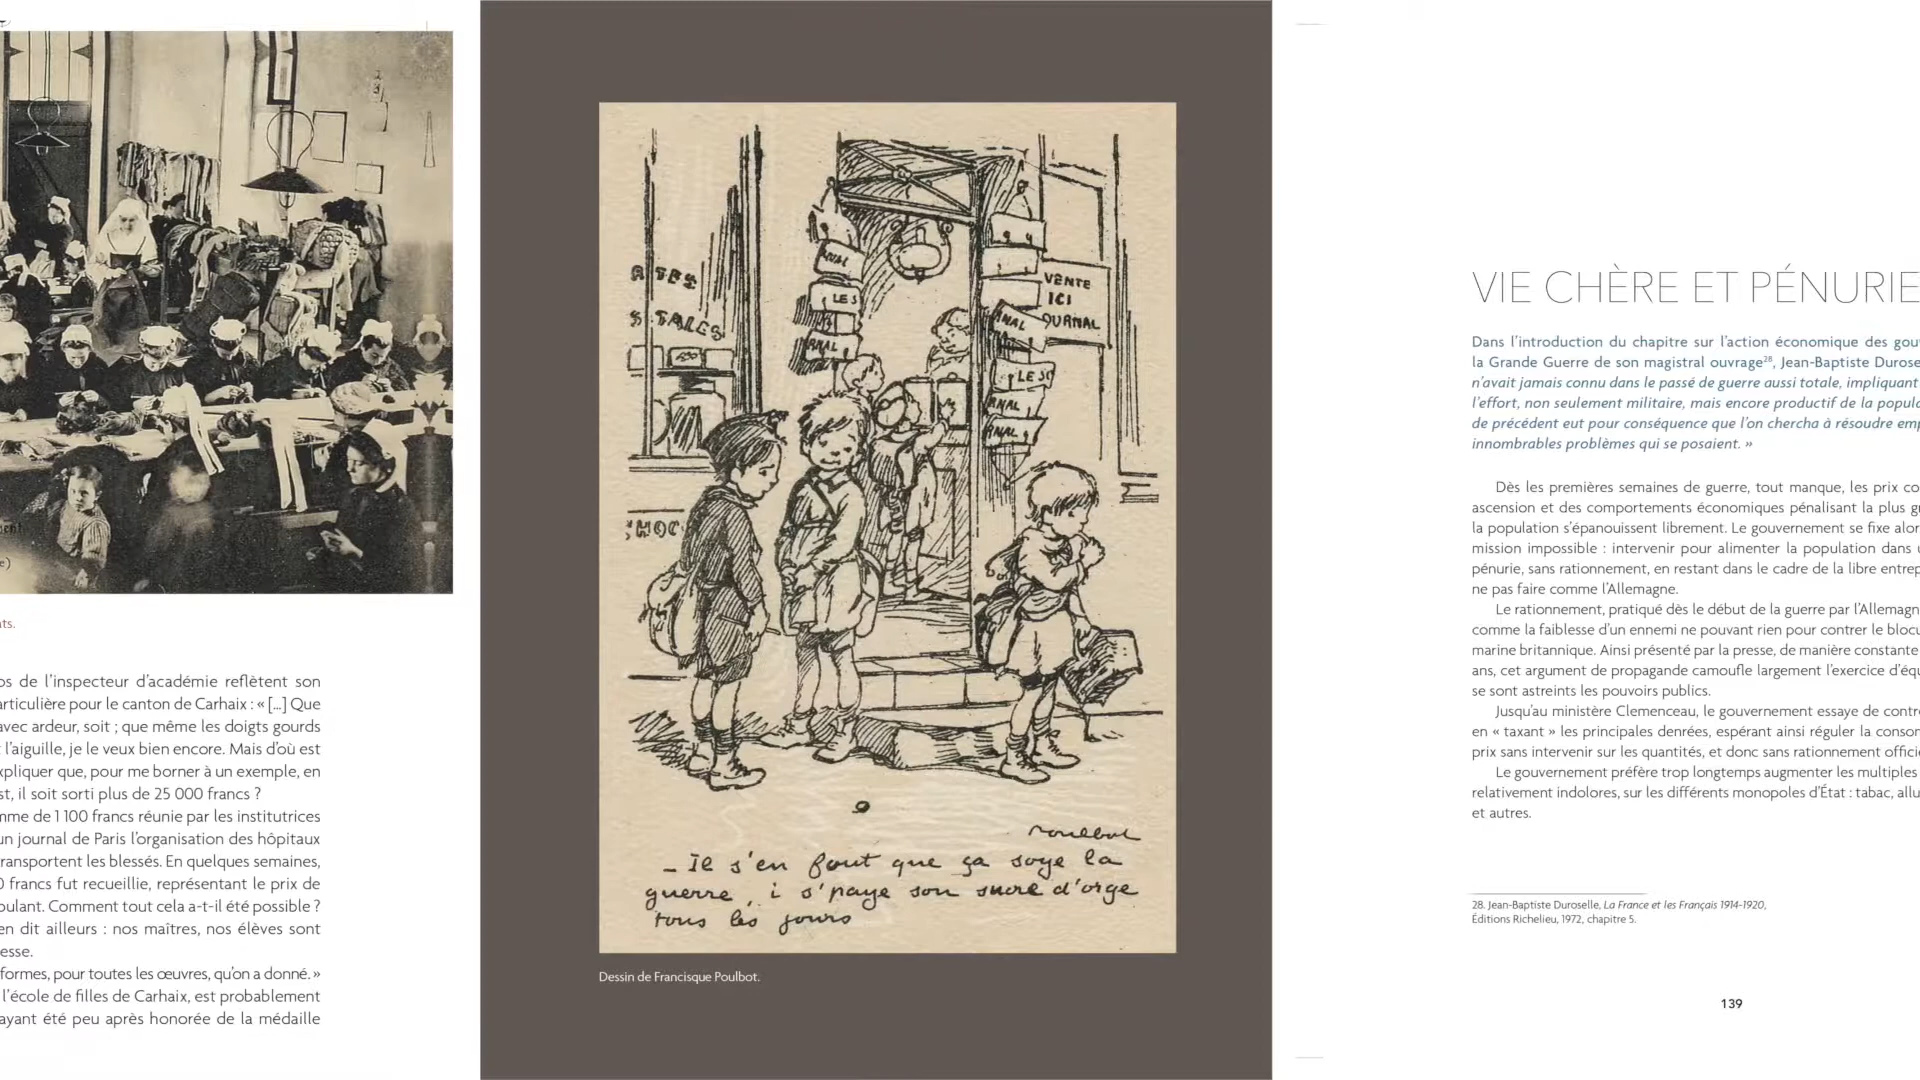 ts.
os de l’inspecteur d’académie reflètent son
articulière pour le canton de Carhaix : « [...] Que
avec ardeur, soit ; que même les doigts gourds
l’aiguille, je le veux bien encore. Mais d’où est
xpliquer que, pour me borner à un exemple, en
st, il soit sorti plus de 25 000 francs ?
mme de 1 100 francs réunie par les institutrices
un journal de Paris l’organisation des hôpitaux
ransportent les blessés. En quelques semaines,
0 francs fut recueillie, représentant le prix de
oulant. Comment tout cela a-t-il été possible ?
en dit ailleurs : nos maîtres, nos élèves sont
esse.
formes, pour toutes les œuvres, qu’on a donné. »
l’école de filles de Carhaix, est probablement
ayant été peu après honorée de la médaille
NAL
LES
RNAL
VENTE
ICI
OURNAL
RNAL
LE SO
RNAL
RNAL
HOC
Poulbot
_ Il s'en fout que ça soye la
guerre, i s'paye son sucre d'orge
tous les jours
Dessin de Francisque Poulbot.
VIE CHÈRE ET PÉNURIE
Dans l’introduction du chapitre sur l’action économique des gou
la Grande Guerre de son magistral ouvrage28, Jean-Baptiste Durose
n’avait jamais connu dans le passé de guerre aussi totale, impliquant
l’effort, non seulement militaire, mais encore productif de la popula
de précédent eut pour conséquence que l’on chercha à résoudre emp
innombrables problèmes qui se posaient. »
Dès les premières semaines de guerre, tout manque, les prix co
ascension et des comportements économiques pénalisant la plus g
la population s’épanouissent librement. Le gouvernement se fixe alor
mission impossible : intervenir pour alimenter la population dans u
pénurie, sans rationnement, en restant dans le cadre de la libre entrep
ne pas faire comme l’Allemagne.
Le rationnement, pratiqué dès le début de la guerre par l’Allemagn
comme la faiblesse d’un ennemi ne pouvant rien pour contrer le blocu
marine britannique. Ainsi présenté par la presse, de manière constante
ans, cet argument de propagande camoufle largement l’exercice d’équ
se sont astreints les pouvoirs publics.
Jusqu’au ministère Clemenceau, le gouvernement essaye de contr
en « taxant » les principales denrées, espérant ainsi réguler la conson
prix sans intervenir sur les quantités, et donc sans rationnement offici
Le gouvernement préfère trop longtemps augmenter les multiples
relativement indolores, sur les différents monopoles d’État : tabac, allu
et autres.
28. Jean-Baptiste Duroselle, La France et les Français 1914-1920,
Éditions Richelieu, 1972, chapitre 5.
139